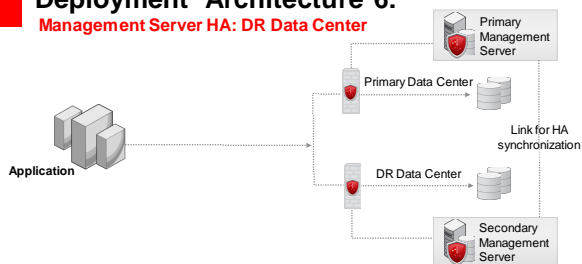 Deployment Architecture 6:
Management Server HA: DR Data Center
Primary
Management
Server
Primary Data Center
Link for HA
synchronization
Application
DR Data Center
Secondary
Management
Server